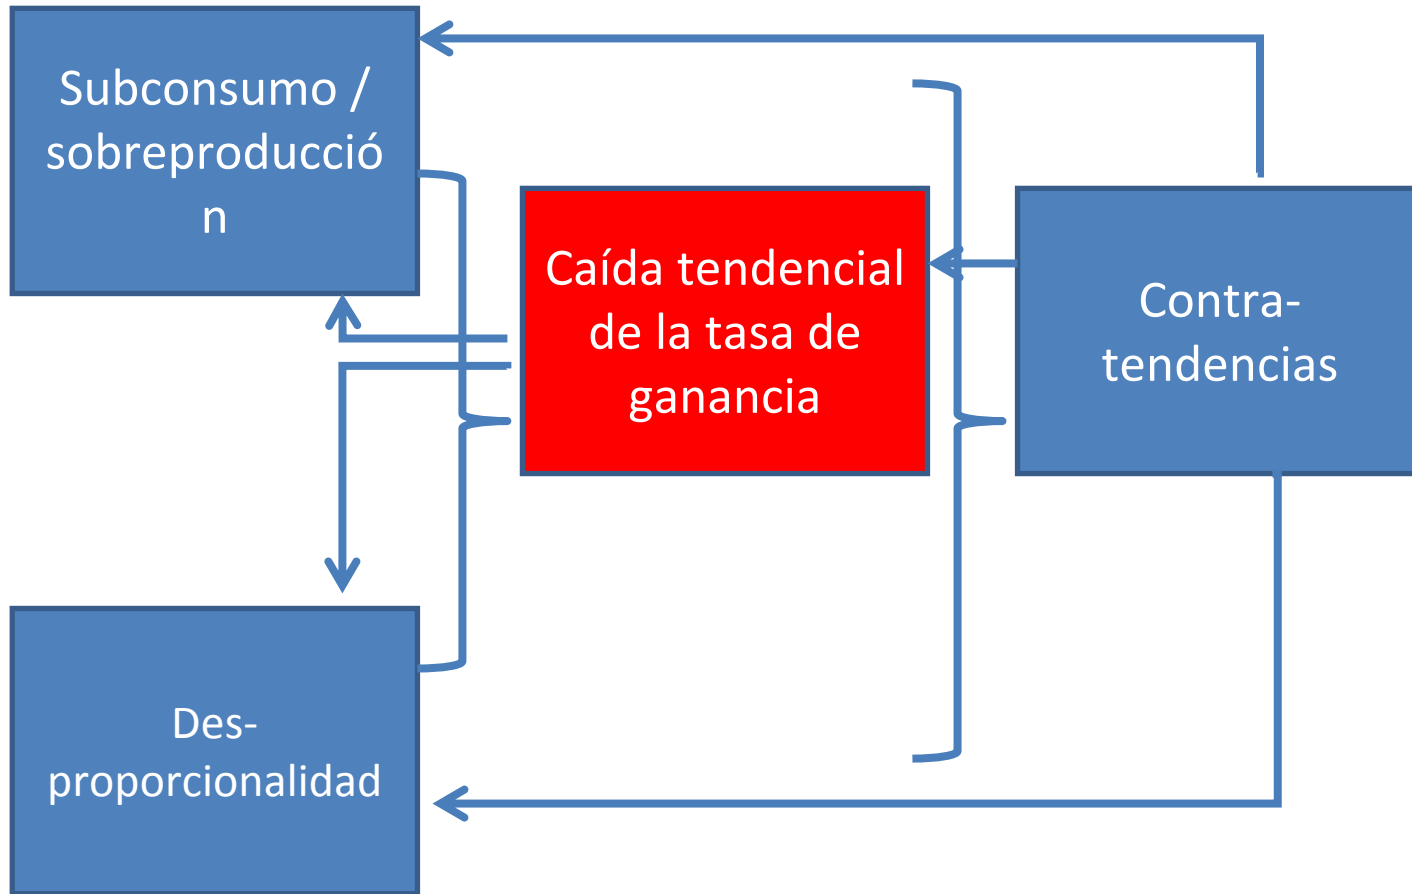 Subconsumo /
sobreproducció
n
Caída tendencial
de la tasa de
ganancia
Contra-
tendencias
Des-
proporcionalidad